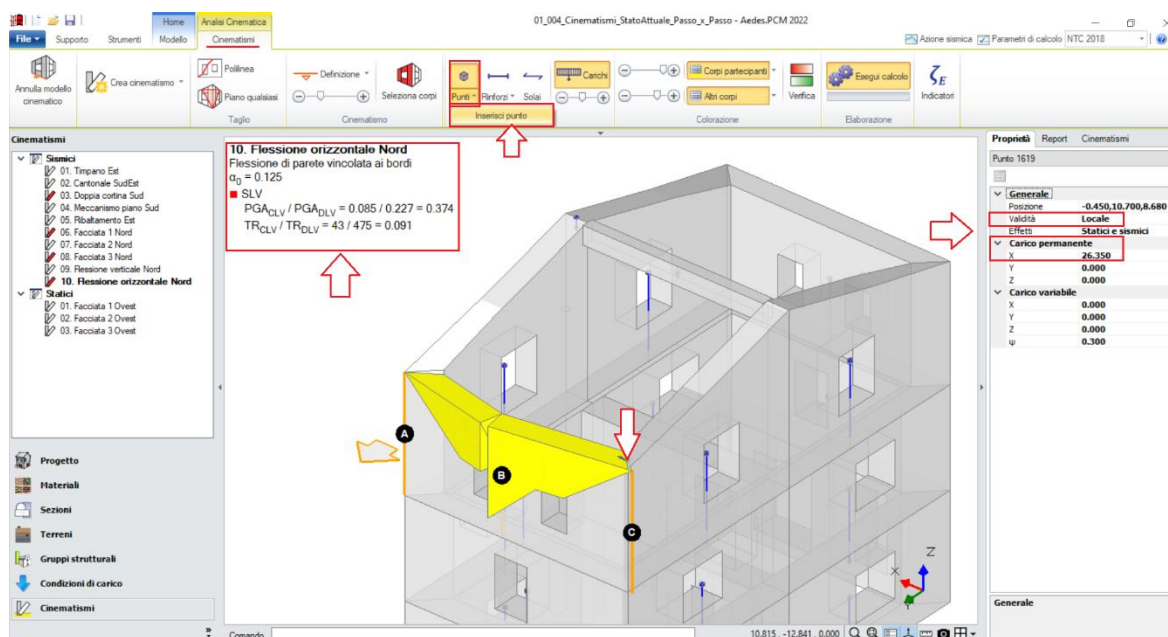 Home
Analisi Cinematica
01_004_Cinematismi_StatoAttuale_Passo_x_Passo - Aedes.PCM 2022
File
Supporto
Strumenti
Modello
Cinematismi
Azione sismica
Parametri di calcolo
NTC 2018
Annulla modello cinematico
Crea cinematismo
Polilinea
Piano qualsiasi
Taglio
Definizione
Seleziona corpi
Cinematismo
Punti
Rinforzi
Solai
Inserisci punto
Carichi
Corpi partecipanti
Altri corpi
Verifica
Colorazione
Esegui calcolo
Elaborazione
ζE
Indicatori
Cinematismi
Sismici
01. Timpano Est
02. Cantonale SudEst
03. Doppia cortina Sud
04. Meccanismo piano Sud
05. Ribaltamento Est
06. Facciata 1 Nord
07. Facciata 2 Nord
08. Facciata 3 Nord
09. Flessione verticale Nord
10. Flessione orizzontale Nord
Statici
01. Facciata 1 Ovest
02. Facciata 2 Ovest
03. Facciata 3 Ovest
Progetto
Materiali
Sezioni
Terreni
Gruppi strutturali
Condizioni di carico
Cinematismi
10. Flessione orizzontale Nord
Flessione di parete vincolata ai bordi
α0 = 0.125
SLV
PGACLV / PGADLV = 0.085 / 0.227 = 0.374
TRCLV / TRDLV = 43 / 475 = 0.091
A
B
C
Z
X
Y
Comando
10.815, -12.841, 0.000
Proprietà
Report
Cinematismi
Punto 1619
Generale
Posizione -0.450,10.700,8.680
Validità Locale
Effetti Statici e sismici
Carico permanente
X 26.350
Y 0.000
Z 0.000
Carico variabile
X 0.000
Y 0.000
Z 0.000
ψ 0.300
Generale